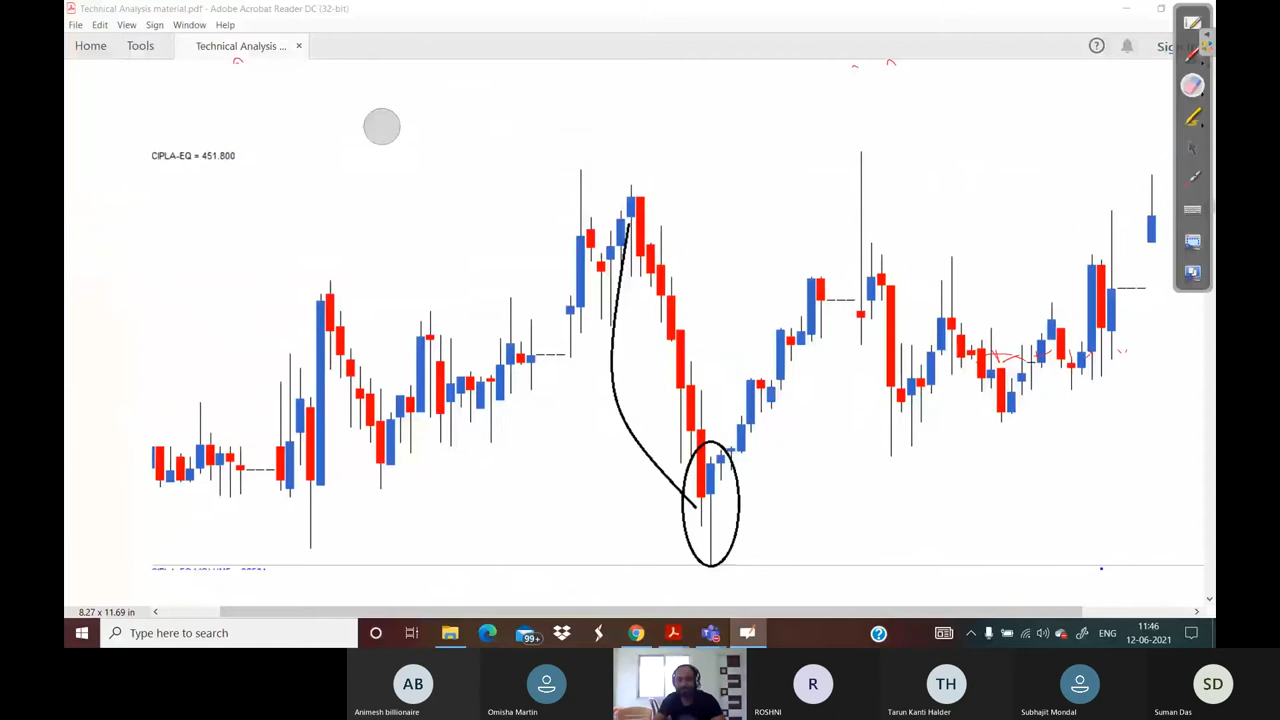 Technical Analysis material.pdf - Adobe Acrobat Reader DC (32-bit)
File Edit View Sign Window Help
Home Tools Technical Analysis ... × ? Sign
CIPLA-EQ = 451.800
8.27 x 11.69 in
Type here to search 99+ ENG 11:46
12-06-2021
AB R TH SD
Animesh billionaire Omisha Martin ROSHNI Tarun Kanti Halder Subhajit Mondal Suman Das